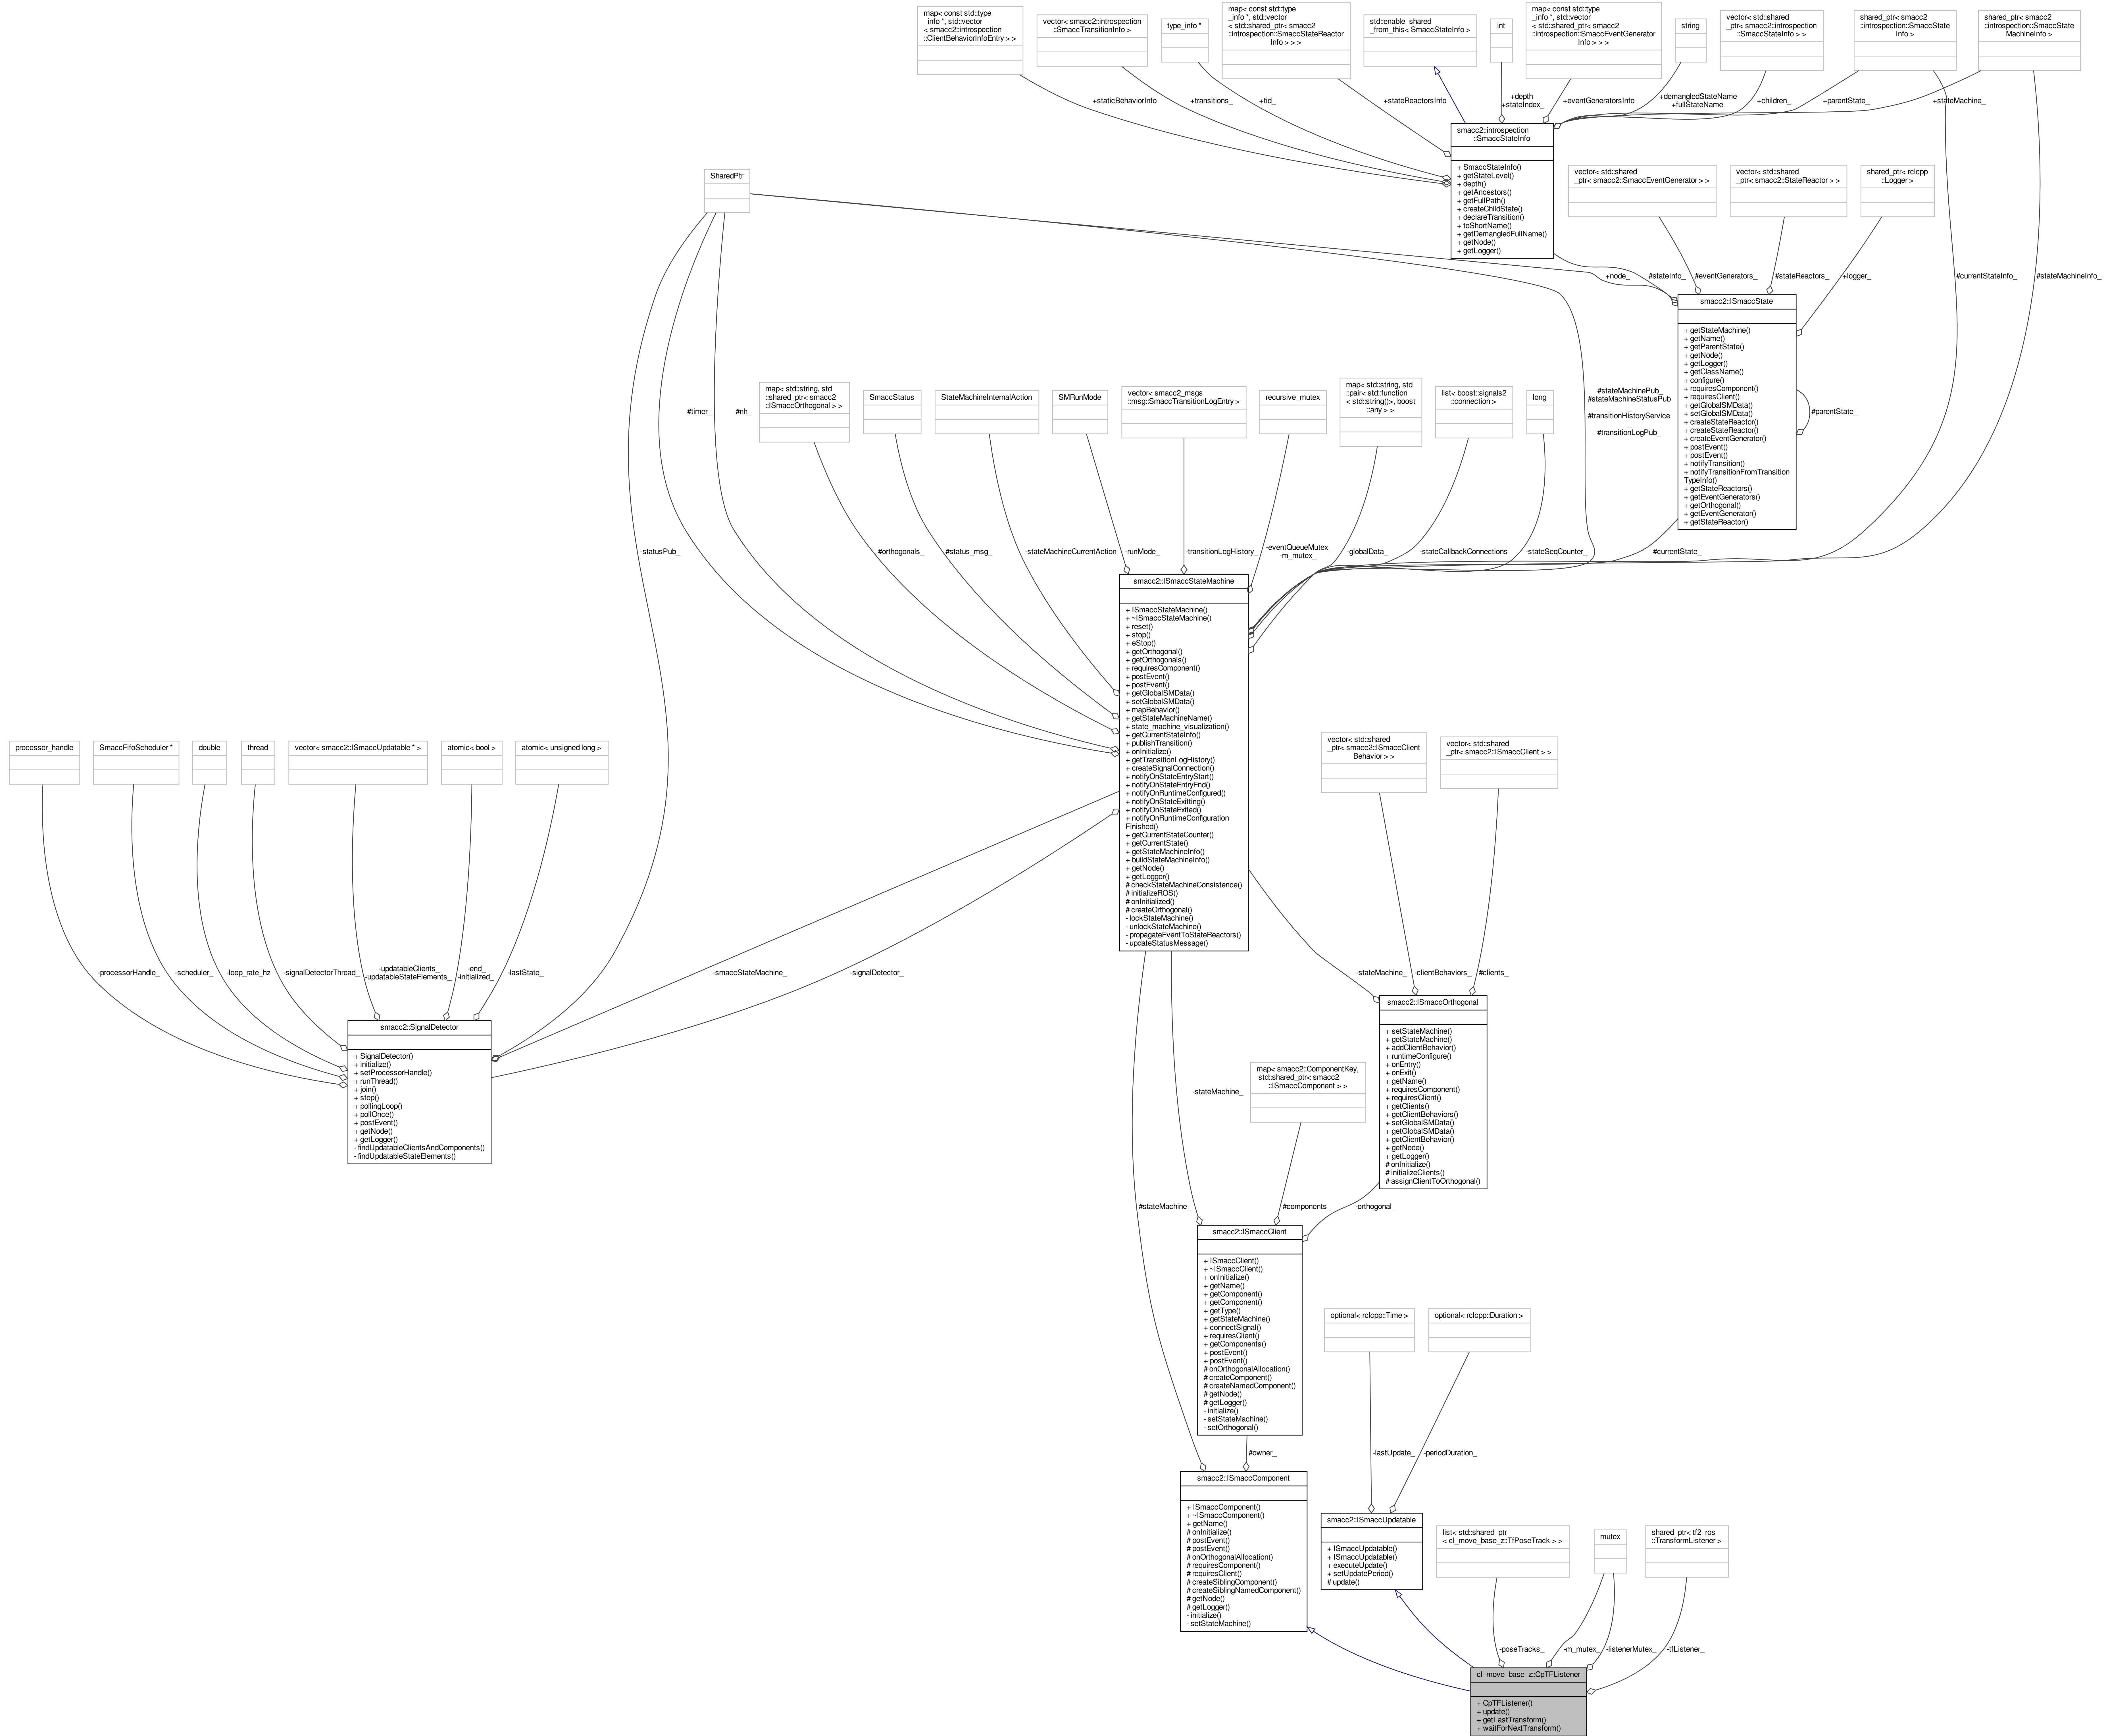 map< const std::type
_info *, std::vector
< smacc2::introspection
::ClientBehaviorInfoEntry > >
vector< smacc2::introspection
::SmaccTransitionInfo >
type_info *
map< const std::type
_info *, std::vector
< std::shared_ptr< smacc2
::introspection::SmaccStateReactor
Info > > >
std::enable_shared
_from_this< SmaccStateInfo >
int
map< const std::type
_info *, std::vector
< std::shared_ptr< smacc2
::introspection::SmaccEventGenerator
Info > > >
string
vector< std::shared
_ptr< smacc2::introspection
::SmaccStateInfo > >
shared_ptr< smacc2
::introspection::SmaccState
Info >
shared_ptr< smacc2
::introspection::SmaccState
MachineInfo >
+staticBehaviorInfo
+transitions_
+tid_
+stateReactorsInfo
+depth_
+stateIndex_
+eventGeneratorsInfo
+demangledStateName
+fullStateName
+children_
+parentState_
+stateMachine_
smacc2::introspection
::SmaccStateInfo
+ SmaccStateInfo()
+ getStateLevel()
+ depth()
+ getAncestors()
+ getFullPath()
+ createChildState()
+ declareTransition()
+ toShortName()
+ getDemangledFullName()
+ getNode()
+ getLogger()
SharedPtr
vector< std::shared
_ptr< smacc2::SmaccEventGenerator > >
vector< std::shared
_ptr< smacc2::StateReactor > >
shared_ptr< rclcpp
::Logger >
+node_
#stateInfo_
#eventGenerators_
#stateReactors_
+logger_
#currentStateInfo_
#stateMachineInfo_
smacc2::ISmaccState
+ getStateMachine()
+ getName()
+ getParentState()
+ getNode()
+ getLogger()
+ getClassName()
+ configure()
+ requiresComponent()
+ requiresClient()
+ getGlobalSMData()
+ setGlobalSMData()
+ createStateReactor()
+ createStateReactor()
+ createEventGenerator()
+ postEvent()
+ postEvent()
+ notifyTransition()
+ notifyTransitionFromTransition
TypeInfo()
+ getStateReactors()
+ getEventGenerators()
+ getOrthogonal()
+ getEventGenerator()
+ getStateReactor()
#parentState_
#timer_
#nh_
map< std::string, std
::shared_ptr< smacc2
::ISmaccOrthogonal > >
SmaccStatus
StateMachineInternalAction
SMRunMode
vector< smacc2_msgs
::msg::SmaccTransitionLogEntry >
recursive_mutex
map< std::string, std
::pair< std::function
< std::string()>, boost
::any > >
list< boost::signals2
::connection >
long
#stateMachinePub_
#stateMachineStatusPub
_
#transitionHistoryService
_
#transitionLogPub_
-statusPub_
#orthogonals_
#status_msg_
-stateMachineCurrentAction
-runMode_
-transitionLogHistory_
-eventQueueMutex_
-m_mutex_
-globalData_
-stateCallbackConnections
-stateSeqCounter_
#currentState_
smacc2::ISmaccStateMachine
+ ISmaccStateMachine()
+ ~ISmaccStateMachine()
+ reset()
+ stop()
+ eStop()
+ getOrthogonal()
+ getOrthogonals()
+ requiresComponent()
+ postEvent()
+ postEvent()
+ getGlobalSMData()
+ setGlobalSMData()
+ mapBehavior()
+ getStateMachineName()
+ state_machine_visualization()
+ getCurrentStateInfo()
+ publishTransition()
+ onInitialize()
+ getTransitionLogHistory()
+ createSignalConnection()
+ notifyOnStateEntryStart()
+ notifyOnStateEntryEnd()
+ notifyOnRuntimeConfigured()
+ notifyOnStateExitting()
+ notifyOnStateExited()
+ notifyOnRuntimeConfiguration
Finished()
+ getCurrentStateCounter()
+ getCurrentState()
+ getStateMachineInfo()
+ buildStateMachineInfo()
+ getNode()
+ getLogger()
# checkStateMachineConsistence()
# initializeROS()
# onInitialized()
# createOrthogonal()
- lockStateMachine()
- unlockStateMachine()
- propagateEventToStateReactors()
- updateStatusMessage()
processor_handle
SmaccFifoScheduler *
double
thread
vector< smacc2::ISmaccUpdatable * >
atomic< bool >
atomic< unsigned long >
vector< std::shared
_ptr< smacc2::ISmaccClient
Behavior > >
vector< std::shared
_ptr< smacc2::ISmaccClient > >
-processorHandle_
-scheduler_
-loop_rate_hz
-signalDetectorThread_
-updatableClients_
-updatableStateElements_
-end_
-initialized_
-lastState_
-smaccStateMachine_
-signalDetector_
-stateMachine_
-clientBehaviors_
#clients_
smacc2::SignalDetector
+ SignalDetector()
+ initialize()
+ setProcessorHandle()
+ runThread()
+ join()
+ stop()
+ pollingLoop()
+ pollOnce()
+ postEvent()
+ getNode()
+ getLogger()
- findUpdatableClientsAndComponents()
- findUpdatableStateElements()
smacc2::ISmaccOrthogonal
+ setStateMachine()
+ getStateMachine()
+ addClientBehavior()
+ runtimeConfigure()
+ onEntry()
+ onExit()
+ getName()
+ requiresComponent()
+ requiresClient()
+ getClients()
+ getClientBehaviors()
+ setGlobalSMData()
+ getGlobalSMData()
+ getClientBehavior()
+ getNode()
+ getLogger()
# onInitialize()
# initializeClients()
# assignClientToOrthogonal()
map< smacc2::ComponentKey,
std::shared_ptr< smacc2
::ISmaccComponent > >
-stateMachine_
#stateMachine_
#components_
-orthogonal_
smacc2::ISmaccClient
+ ISmaccClient()
+ ~ISmaccClient()
+ onInitialize()
+ getName()
+ getComponent()
+ getComponent()
+ getType()
+ getStateMachine()
+ connectSignal()
+ requiresClient()
+ getComponents()
+ postEvent()
+ postEvent()
# onOrthogonalAllocation()
# createComponent()
# createNamedComponent()
# getNode()
# getLogger()
- initialize()
- setStateMachine()
- setOrthogonal()
optional< rclcpp::Time >
optional< rclcpp::Duration >
#owner_
-lastUpdate_
-periodDuration_
smacc2::ISmaccComponent
+ ISmaccComponent()
+ ~ISmaccComponent()
+ getName()
# onInitialize()
# postEvent()
# postEvent()
# onOrthogonalAllocation()
# requiresComponent()
# requiresClient()
# createSiblingComponent()
# createSiblingNamedComponent()
# getNode()
# getLogger()
- initialize()
- setStateMachine()
smacc2::ISmaccUpdatable
+ ISmaccUpdatable()
+ ISmaccUpdatable()
+ executeUpdate()
+ setUpdatePeriod()
# update()
list< std::shared_ptr
< cl_move_base_z::TfPoseTrack > >
mutex
shared_ptr< tf2_ros
::TransformListener >
-poseTracks_
-m_mutex_
-listenerMutex_
-tfListener_
cl_move_base_z::CpTFListener
+ CpTFListener()
+ update()
+ getLastTransform()
+ waitForNextTransform()